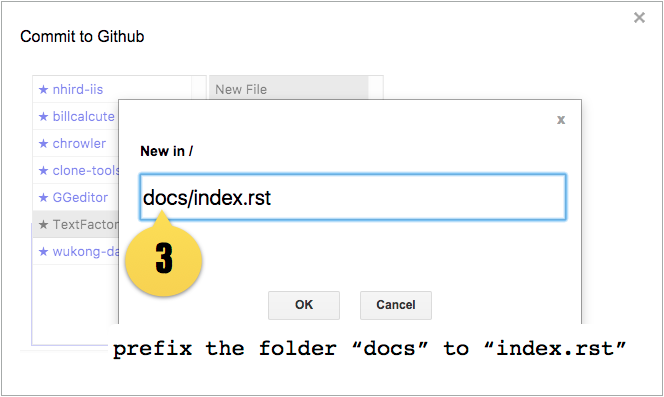 ×
Commit to Github
★ nhird-iis
New File
★ billcalcute
★ chrowler
★ clone-tools
★ GGeditor
★ TextFactor
★ wukong-da
x
New in /
docs/index.rst
3
OK
Cancel
prefix the folder “docs” to “index.rst”